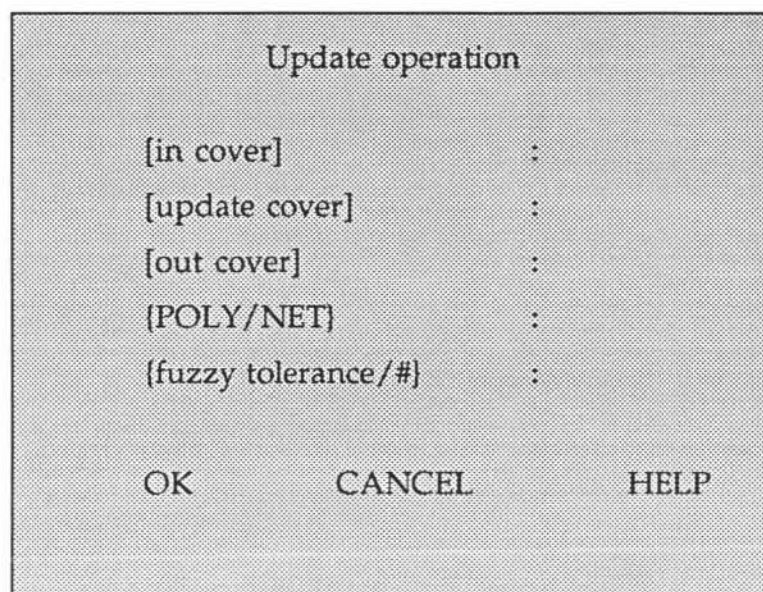 Update operation
[in cover] :
[update cover] :
[out cover] :
{POLY/NET} :
{fuzzy tolerance/#} :
OK CANCEL HELP